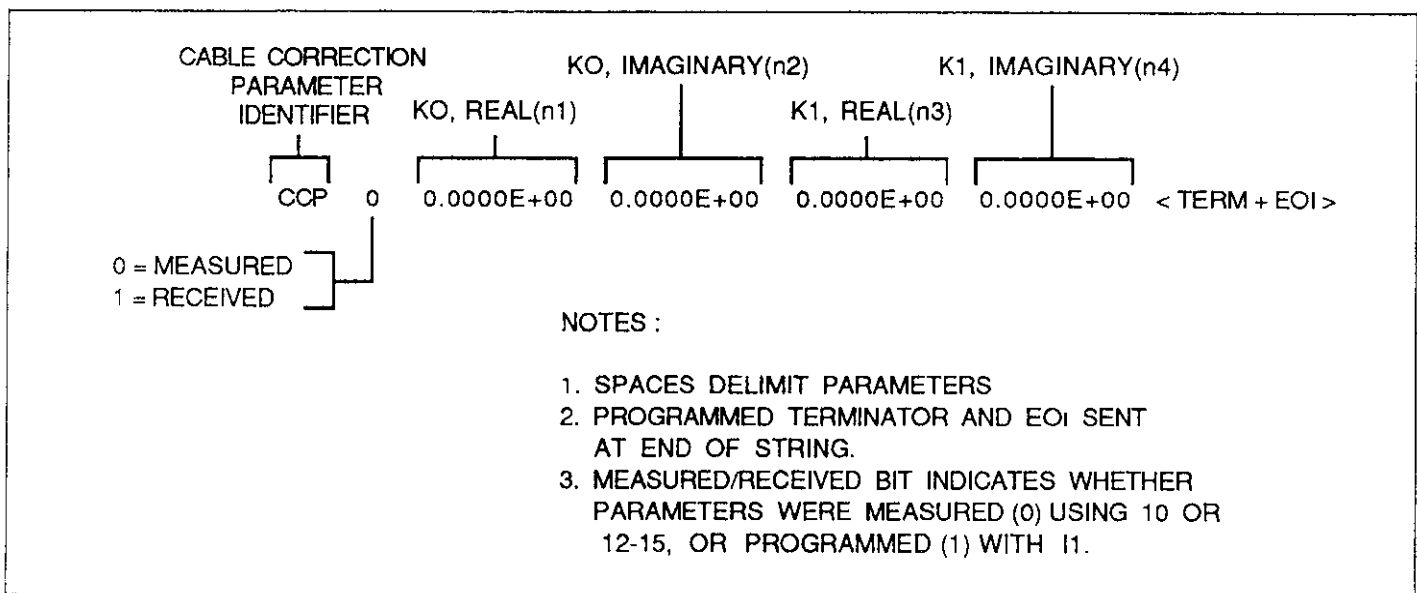 CABLE CORRECTION
PARAMETER
IDENTIFIER
KO, REAL(n1)
KO, IMAGINARY(n2)
K1, REAL(n3)
K1, IMAGINARY(n4)
CCP 0 0.0000E+00 0.0000E+00 0.0000E+00 0.0000E+00 < TERM + EOI >
0 = MEASURED
1 = RECEIVED
NOTES :
1. SPACES DELIMIT PARAMETERS
2. PROGRAMMED TERMINATOR AND EOI SENT
AT END OF STRING.
3. MEASURED/RECEIVED BIT INDICATES WHETHER
PARAMETERS WERE MEASURED (0) USING 10 OR
12-15, OR PROGRAMMED (1) WITH I1.